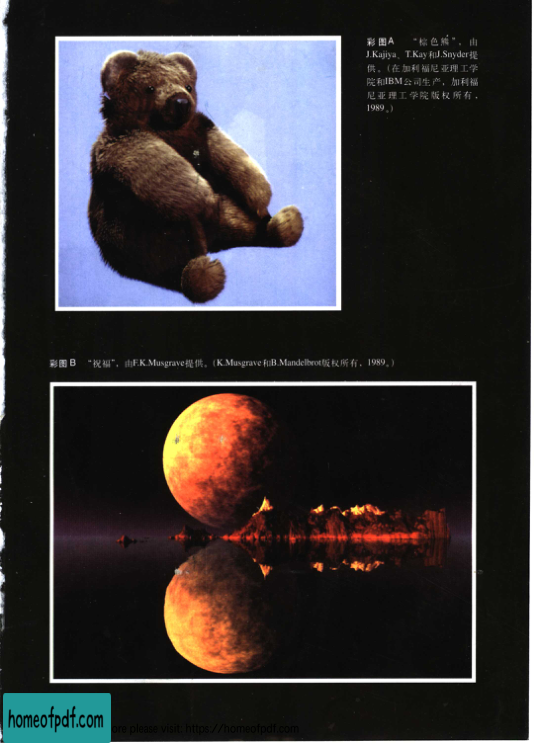 彩图A “棕色熊”，由
J.Kajiya、T.Kay和J.Snyder提
供。（在加利福尼亚理工学
院和IBM公司生产，加利福
尼亚理工学院版权所有，
1989。）
彩图B “祝福”，由F.K.Musgrave提供。（K.Musgrave和B.Mandelbrot版权所有，1989。）
homeofpdf.com
ore please visit: https://homeofpdf.com